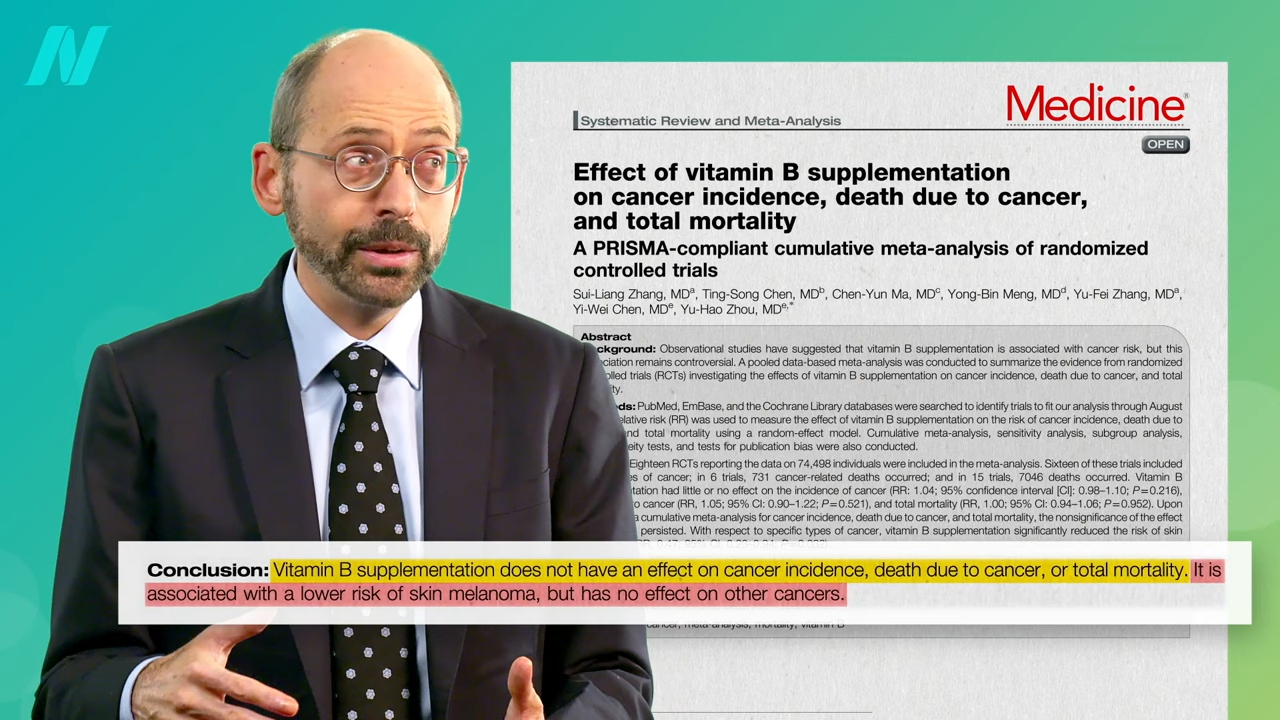 Medicine®
Systematic Review and Meta-Analysis
OPEN
Effect of vitamin B supplementation
on cancer incidence, death due to cancer,
and total mortality
A PRISMA-compliant cumulative meta-analysis of randomized
controlled trials
Sui-Liang Zhang, MDa, Ting-Song Chen, MDb, Chen-Yun Ma, MDc, Yong-Bin Meng, MDd, Yu-Fei Zhang, MDa,
Yi-Wei Chen, MDe, Yu-Hao Zhou, MDe,*
Abstract
Observational studies have suggested that vitamin B supplementation is associated with cancer risk, but this
remains controversial. A pooled data-based meta-analysis was conducted to summarize the evidence from randomized
trials (RCTs) investigating the effects of vitamin B supplementation on cancer incidence, death due to cancer, and total
PubMed, EmBase, and the Cochrane Library databases were searched to identify trials to fit our analysis through August
risk (RR) was used to measure the effect of vitamin B supplementation on the risk of cancer incidence, death due to
total mortality using a random-effect model. Cumulative meta-analysis, sensitivity analysis, subgroup analysis,
tests, and tests for publication bias were also conducted.
Eighteen RCTs reporting the data on 74,498 individuals were included in the meta-analysis. Sixteen of these trials included
of cancer; in 6 trials, 731 cancer-related deaths occurred; and in 15 trials, 7046 deaths occurred. Vitamin B
had little or no effect on the incidence of cancer (RR: 1.04; 95% confidence interval [CI]: 0.98–1.10; P=0.216),
to cancer (RR, 1.05; 95% CI: 0.90–1.22; P=0.521), and total mortality (RR, 1.00; 95% CI: 0.94–1.06; P=0.952). Upon
a cumulative meta-analysis for cancer incidence, death due to cancer, and total mortality, the nonsignificance of the effect
persisted. With respect to specific types of cancer, vitamin B supplementation significantly reduced the risk of skin
Conclusion: Vitamin B supplementation does not have an effect on cancer incidence, death due to cancer, or total mortality. It is
associated with a lower risk of skin melanoma, but has no effect on other cancers.
meta-analysis, mortality, vitamin B